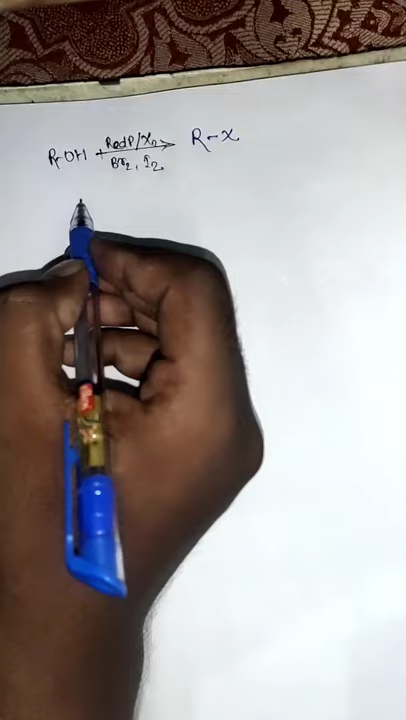 R-OH + Red P/X2 → R-X
Br2, I2